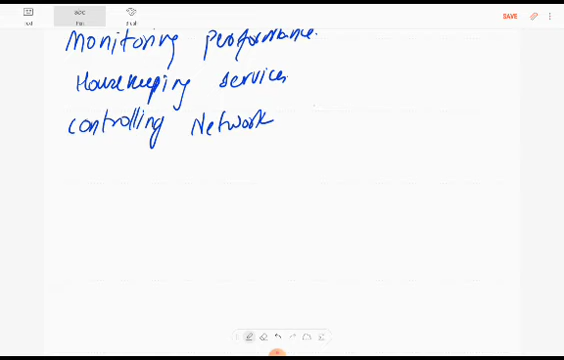 SAVE
Monitoring performance.
Housekeeping services
controlling Network